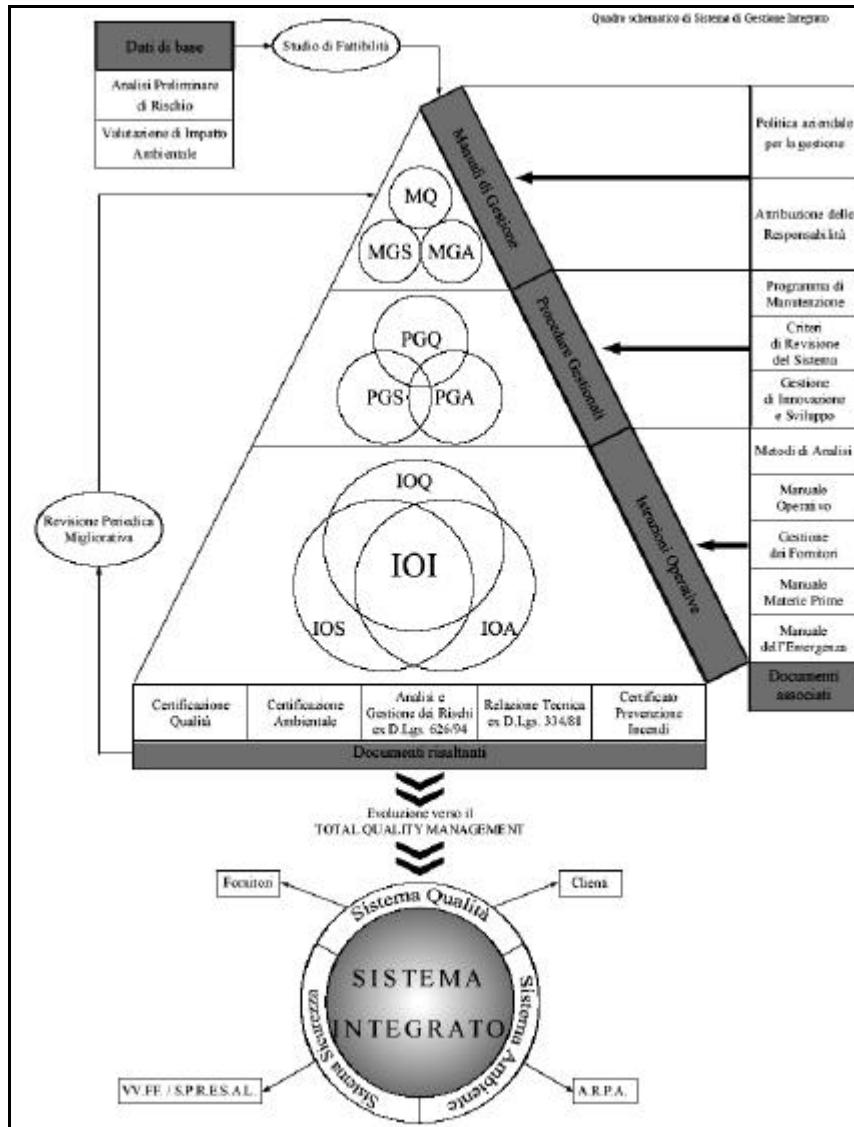 Quadro schematico di Sistema di Gestione Integrato
Dati di base
Studio di Fattibilità
Analisi Preliminare
di Rischio
Valutazione di Impatto
Ambientale
Manuali di Gestione
Politica aziendale
per la gestione
Attribuzione delle
Responsabilità
MQ
MGS
MGA
Procedure Gestionali
Programma di
Manutenzione
Criteri
di Revisione
del Sistema
Gestione
di Innovazione
e Sviluppo
PGQ
PGS
PGA
Istruzioni Operative
Metodi di Analisi
Manuale
Operativo
Gestione
dei Fornitori
Manuale
Materie Prime
Manuale
dell'Emergenza
Documenti
associati
IOQ
IOI
IOS
IOA
Revisione Periodica
Migliorativa
Certificazione
Qualità
Certificazione
Ambientale
Analisi e
Gestione dei Rischi
ex D.Lgs. 626/94
Relazione Tecnica
ex D.Lgs. 334/88
Certificato
Prevenzione
Incendi
Documenti risultanti
Evoluzione verso il
TOTAL QUALITY MANAGEMENT
Fornitori
Clienti
Sistema Qualità
SISTEMA
INTEGRATO
Sistema Sicurezza
Sistema Ambiente
VV.FF. / S.P.R.E.S.A.L.
A.R.P.A.